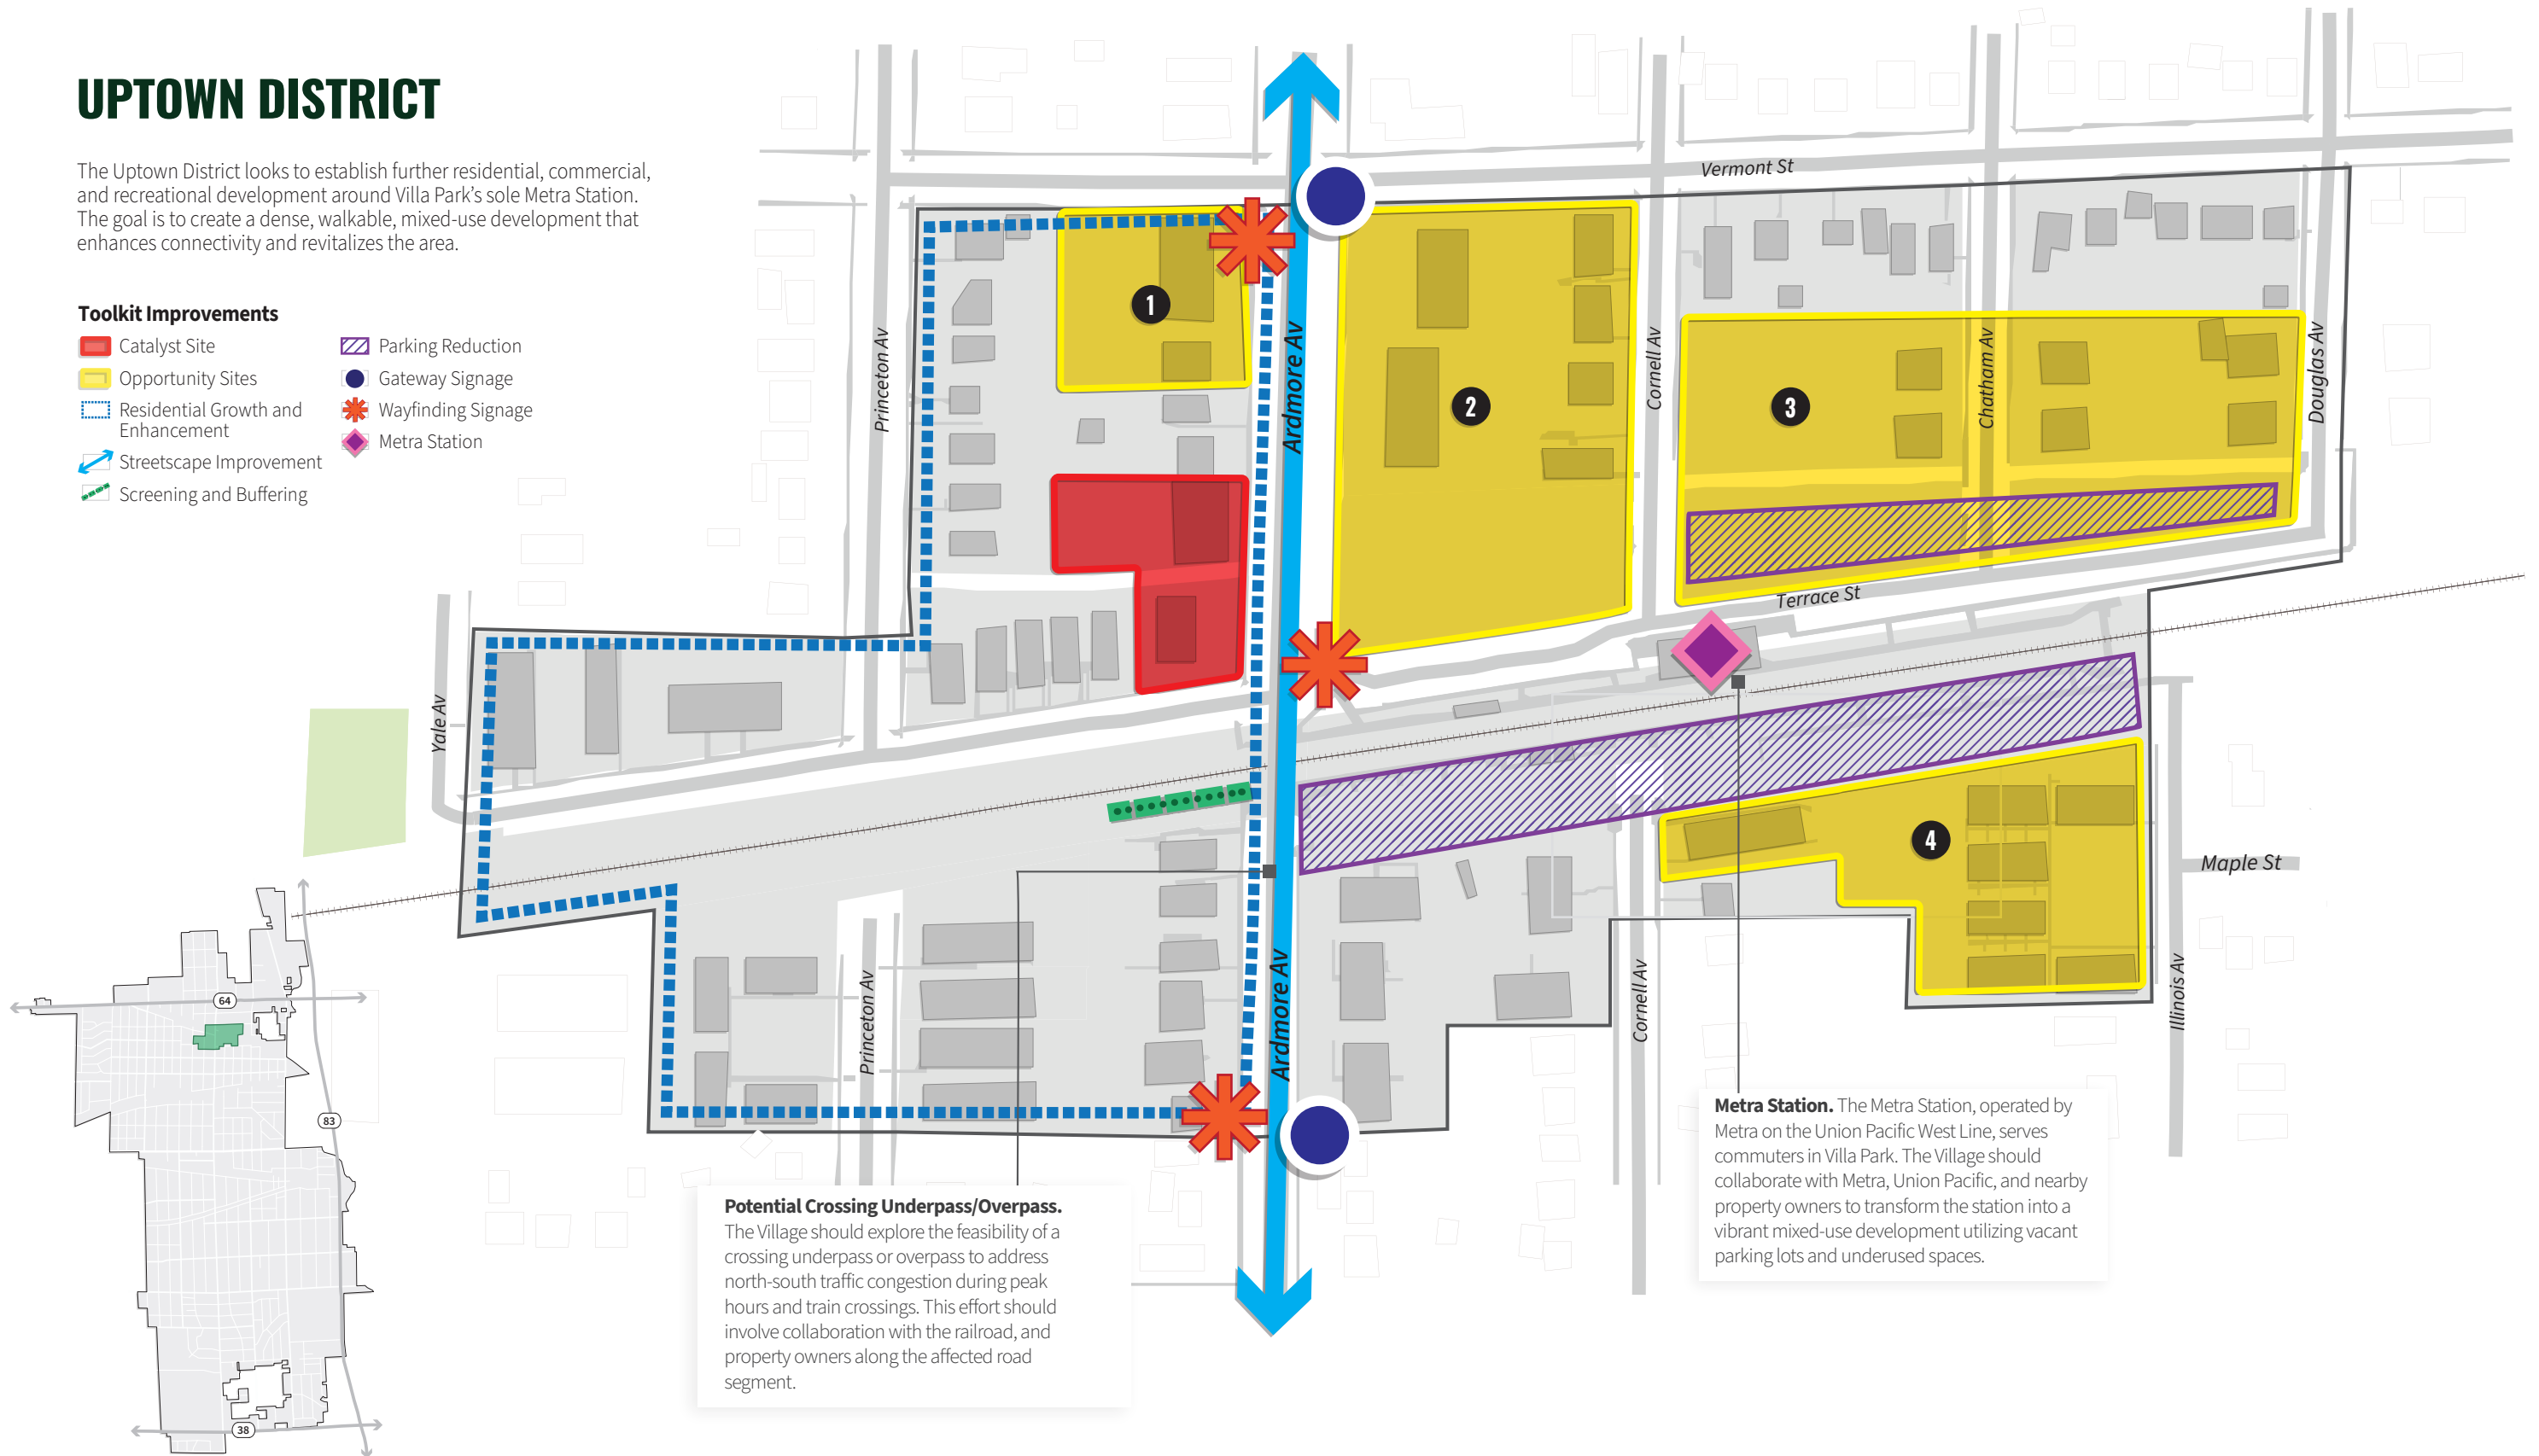 UPTOWN DISTRICT
The Uptown District looks to establish further residential, commercial,
and recreational development around Villa Park’s sole Metra Station.
The goal is to create a dense, walkable, mixed-use development that
enhances connectivity and revitalizes the area.
Toolkit Improvements
Catalyst Site
Opportunity Sites
Residential Growth and
Enhancement
Streetscape Improvement
Screening and Buffering
Parking Reduction
Gateway Signage
Wayfinding Signage
Metra Station
Vermont St
Princeton Av
Ardmore Av
Cornell Av
Chatham Av
Douglas Av
1
2
3
Terrace St
Yale Av
4
Maple St
Princeton Av
Ardmore Av
Cornell Av
Illinois Av
64
83
38
Metra Station. The Metra Station, operated by
Metra on the Union Pacific West Line, serves
commuters in Villa Park. The Village should
collaborate with Metra, Union Pacific, and nearby
property owners to transform the station into a
vibrant mixed-use development utilizing vacant
parking lots and underused spaces.
Potential Crossing Underpass/Overpass.
The Village should explore the feasibility of a
crossing underpass or overpass to address
north-south traffic congestion during peak
hours and train crossings. This effort should
involve collaboration with the railroad, and
property owners along the affected road
segment.